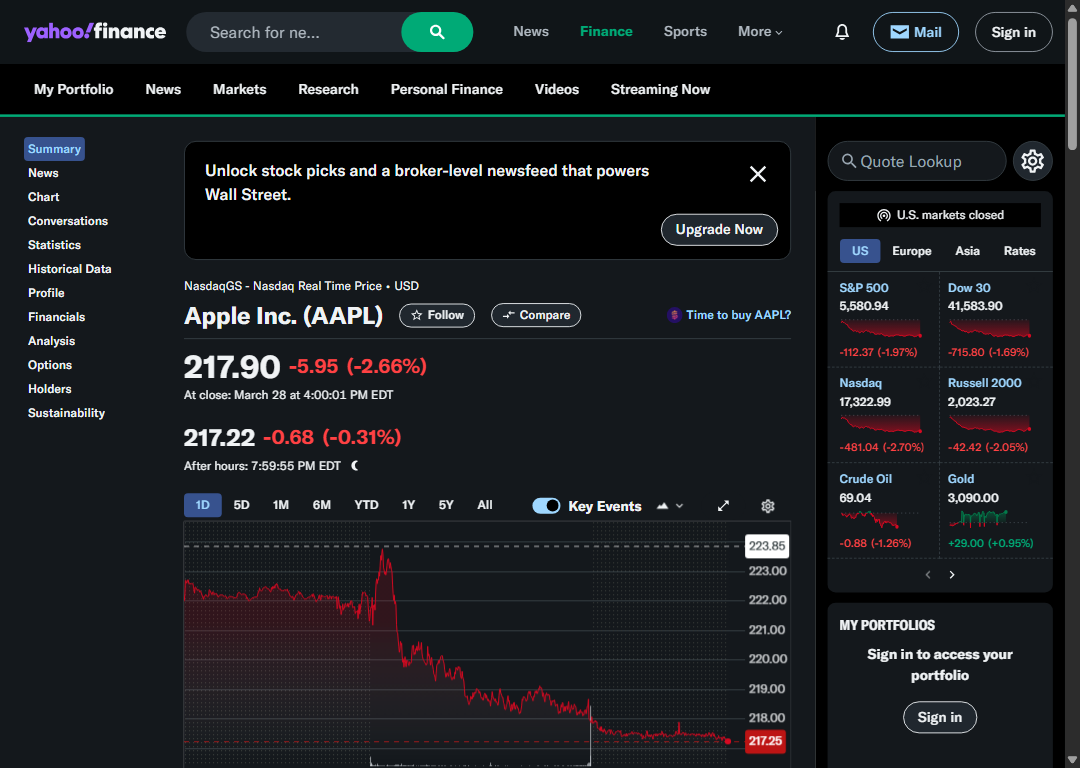 yahoo!finance
Search for ne...
News
Finance
Sports
More
Mail
Sign in
My Portfolio
News
Markets
Research
Personal Finance
Videos
Streaming Now
Summary
News
Chart
Conversations
Statistics
Historical Data
Profile
Financials
Analysis
Options
Holders
Sustainability
Unlock stock picks and a broker-level newsfeed that powers
Wall Street.
Upgrade Now
NasdaqGS - Nasdaq Real Time Price • USD
Apple Inc. (AAPL)
Follow
Compare
Time to buy AAPL?
217.90 -5.95 (-2.66%)
At close: March 28 at 4:00:01 PM EDT
217.22 -0.68 (-0.31%)
After hours: 7:59:55 PM EDT
1D
5D
1M
6M
YTD
1Y
5Y
All
Key Events
223.85
223.00
222.00
221.00
220.00
219.00
218.00
217.25
Quote Lookup
U.S. markets closed
US
Europe
Asia
Rates
S&P 500
5,580.94
-112.37 (-1.97%)
Dow 30
41,583.90
-715.80 (-1.69%)
Nasdaq
17,322.99
-481.04 (-2.70%)
Russell 2000
2,023.27
-42.42 (-2.05%)
Crude Oil
69.04
-0.88 (-1.26%)
Gold
3,090.00
+29.00 (+0.95%)
MY PORTFOLIOS
Sign in to access your
portfolio
Sign in